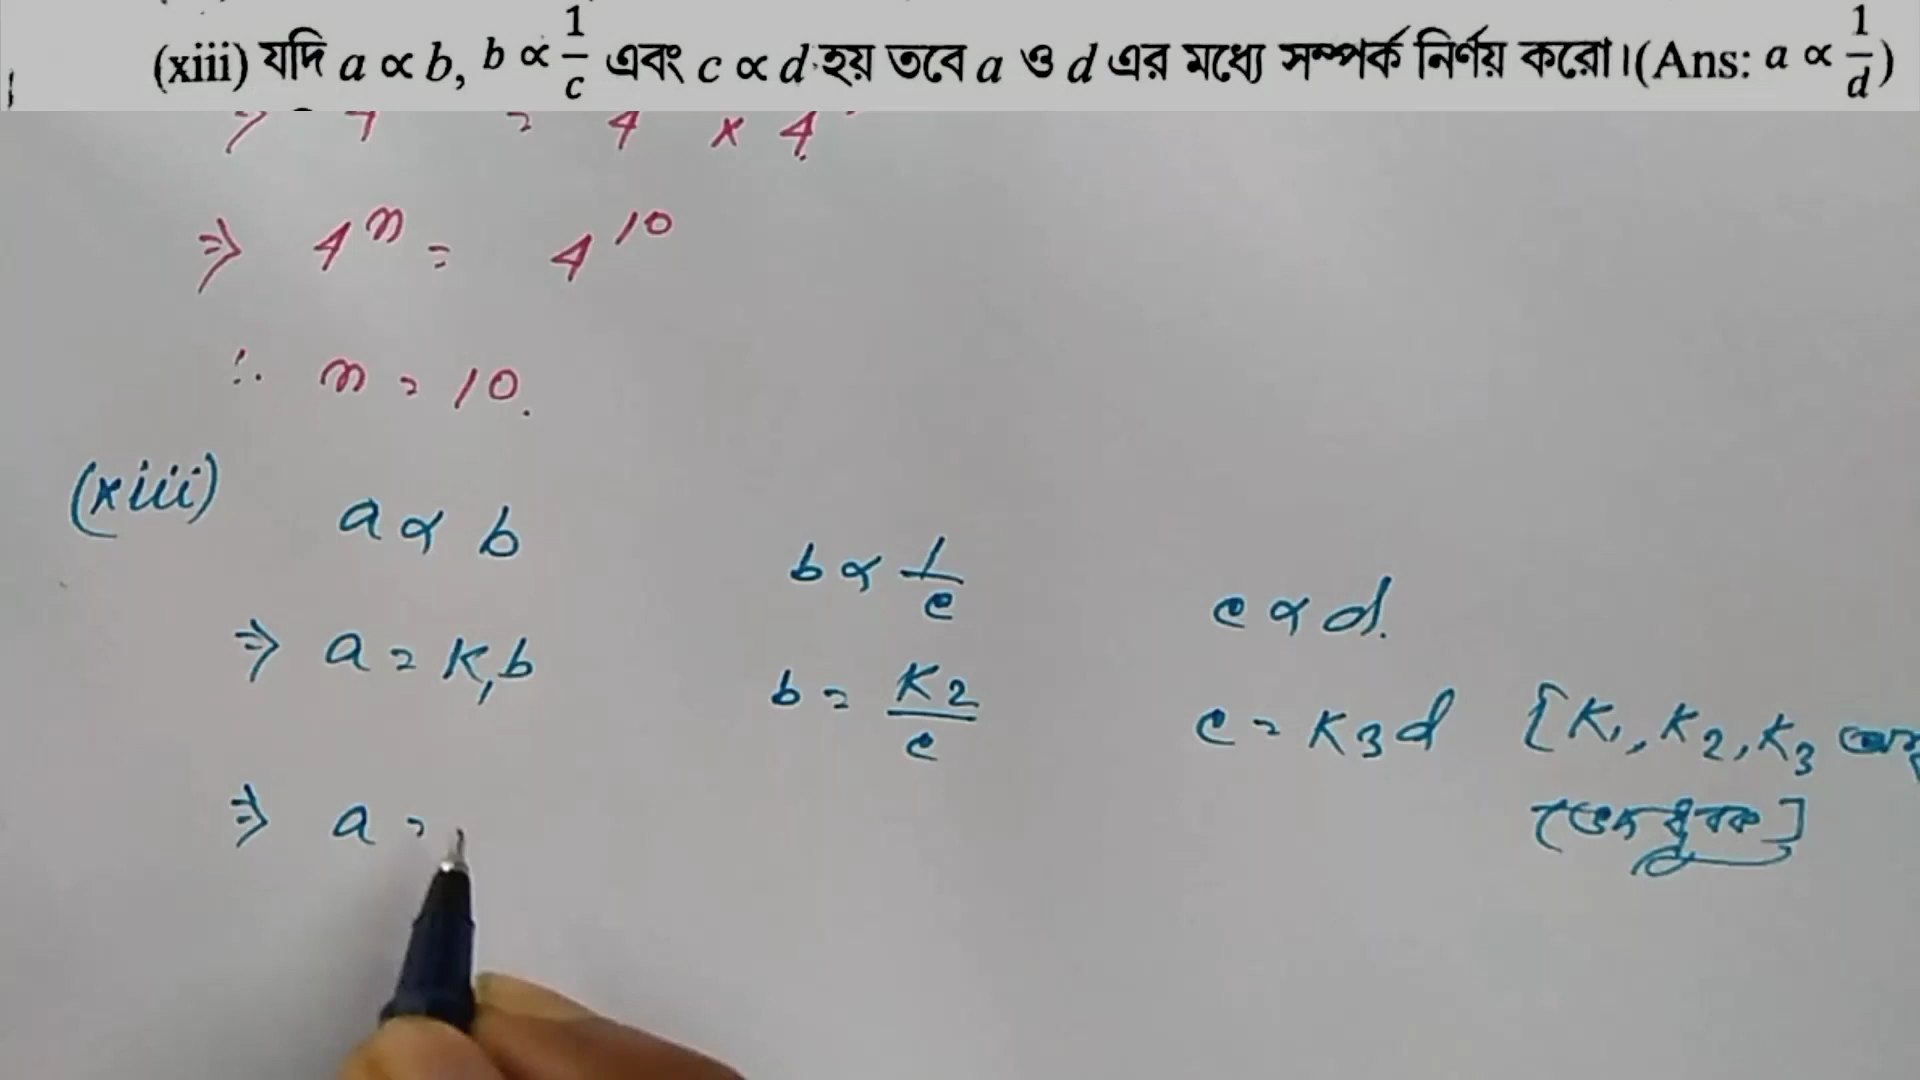 (xiii) যদি a ∝ b, b ∝ 1/c এবং c ∝ d হয় তবে a ও d এর মধ্যে সম্পর্ক নির্ণয় করো।(Ans: a ∝ 1/d)
⇒ 4ⁿ = 4¹⁰
∴ n = 10.
(xiii) a ∝ b b ∝ 1/c c ∝ d.
⇒ a = K₁b b = K₂/c c = K₃d [K₁, K₂, K₃
ভেদ ধ্রুবক]
⇒ a =